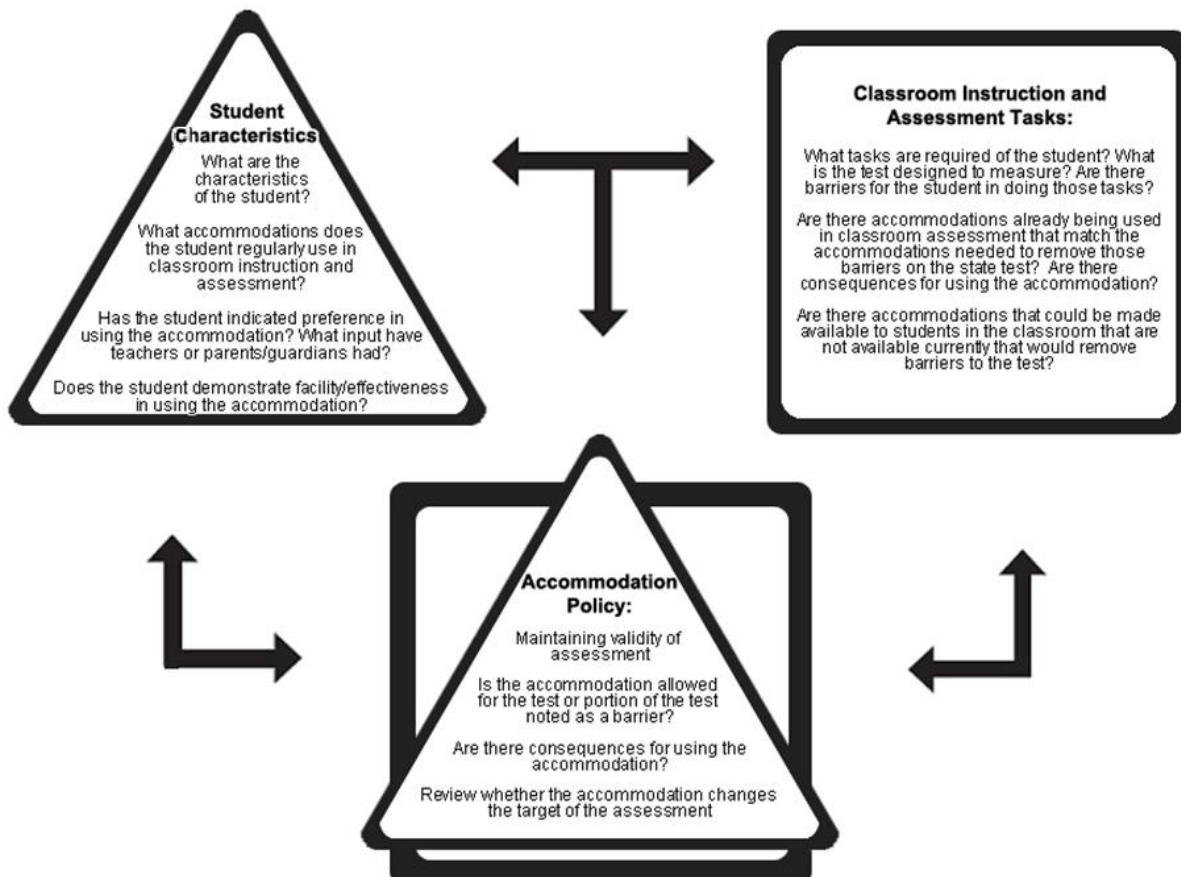 Student
Characteristics
What are the
characteristics
of the student?
What accommodations does
the student regularly use in
classroom instruction and
assessment?
Has the student indicated preference in
using the accommodation? What input have
teachers or parents/guardians had?
Does the student demonstrate facility/effectiveness
in using the accommodation?
Classroom Instruction and
Assessment Tasks:
What tasks are required of the student? What
is the test designed to measure? Are there
barriers for the student in doing those tasks?
Are there accommodations already being used
in classroom assessment that match the
accommodations needed to remove those
barriers on the state test? Are there
consequences for using the accommodation?
Are there accommodations that could be made
available to students in the classroom that are
not available currently that would remove
barriers to the test?
Accommodation
Policy:
Maintaining validity of
assessment
Is the accommodation allowed
for the test or portion of the test
noted as a barrier?
Are there consequences for using the
accommodation?
Review whether the accommodation changes
the target of the assessment